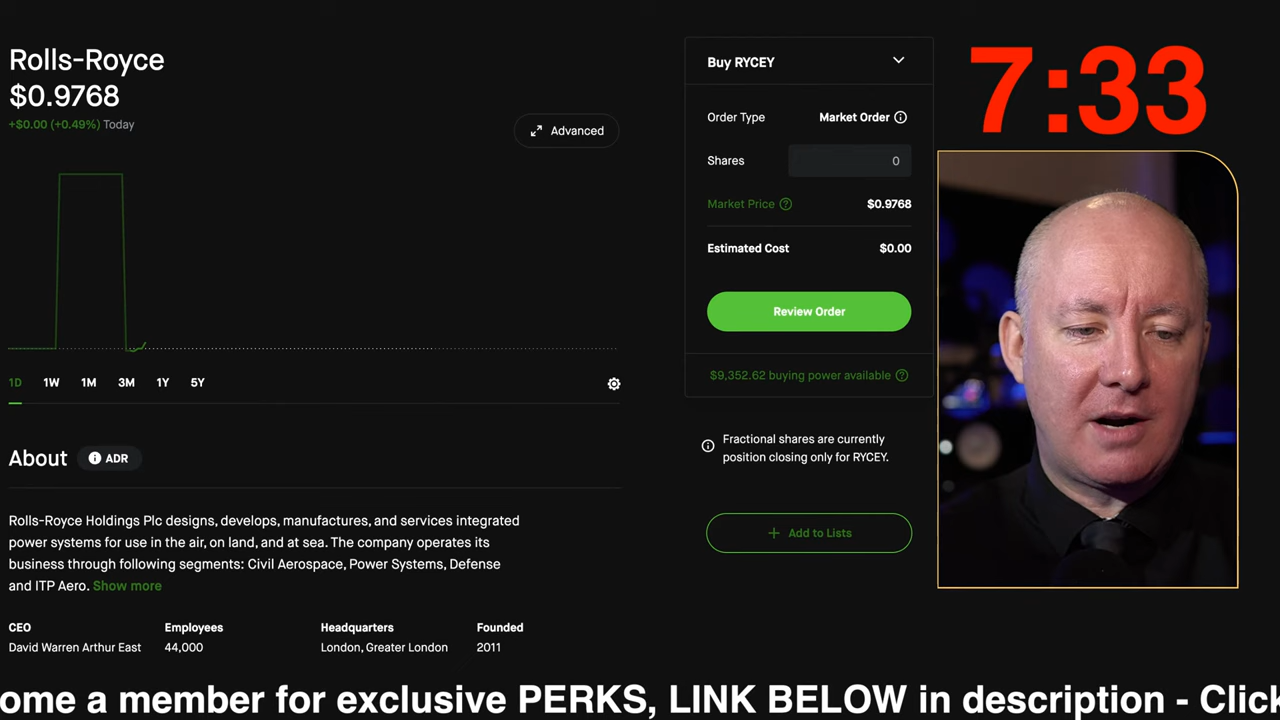 Rolls-Royce
$0.9768
+$0.00 (+0.49%) Today
Advanced
1D 1W 1M 3M 1Y 5Y
About ADR
Rolls-Royce Holdings Plc designs, develops, manufactures, and services integrated
power systems for use in the air, on land, and at sea. The company operates its
business through following segments: Civil Aerospace, Power Systems, Defense
and ITP Aero. Show more
CEO Employees Headquarters Founded
David Warren Arthur East 44,000 London, Greater London 2011
Buy RYCEY
Order Type Market Order
Shares 0
Market Price $0.9768
Estimated Cost $0.00
Review Order
$9,352.62 buying power available
Fractional shares are currently
position closing only for RYCEY.
+ Add to Lists
7:33
ome a member for exclusive PERKS, LINK BELOW in description - Click